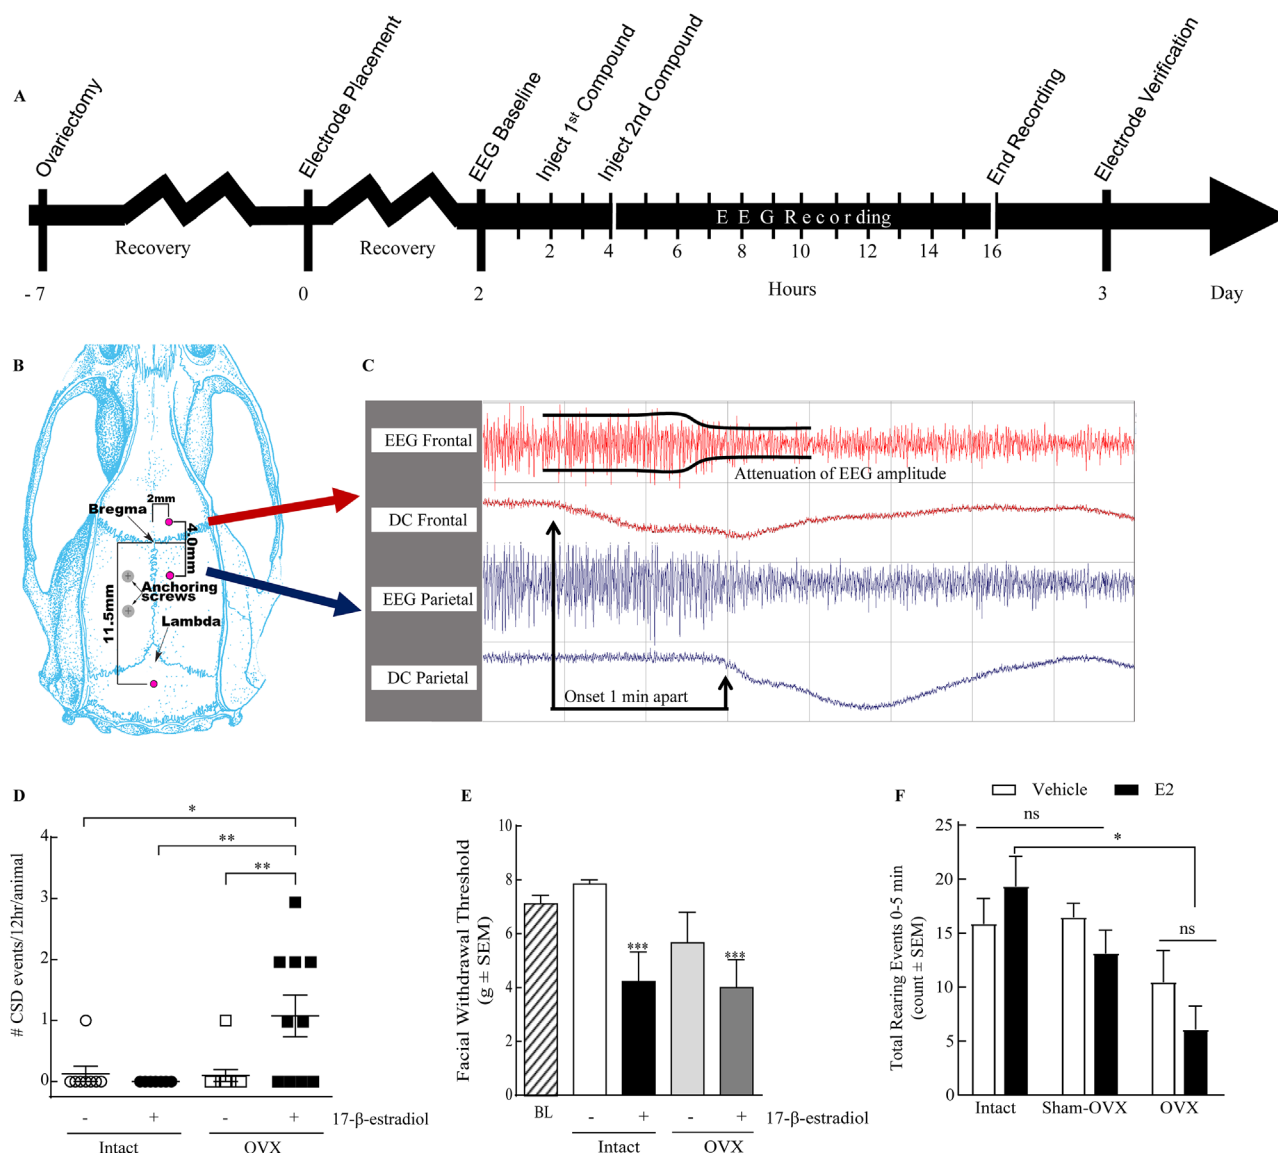 A
Ovariectomy
Electrode Placement
EEG Baseline
Inject 1st Compound
Inject 2nd Compound
End Recording
Electrode Verification
EEG Recording
Recovery
Recovery
2 4 6 8 10 12 14 16
Hours
- 7 0 2 3 Day
B
2mm
Bregma
4.0mm
Anchoring
screws
11.5mm
Lambda
C
EEG Frontal
Attenuation of EEG amplitude
DC Frontal
EEG Parietal
DC Parietal
Onset 1 min apart
D
*
**
**
# CSD events/12hr/animal
4
3
2
1
0
- + - + 17-β-estradiol
Intact OVX
E
Facial Withdrawal Threshold
(g ± SEM)
10
8
6
4
2
0
*** ***
BL - + - + 17-β-estradiol
Intact OVX
F
Vehicle E2
ns
*
ns
Total Rearing Events 0-5 min
(count ± SEM)
25
20
15
10
5
0
Intact Sham-OVX OVX